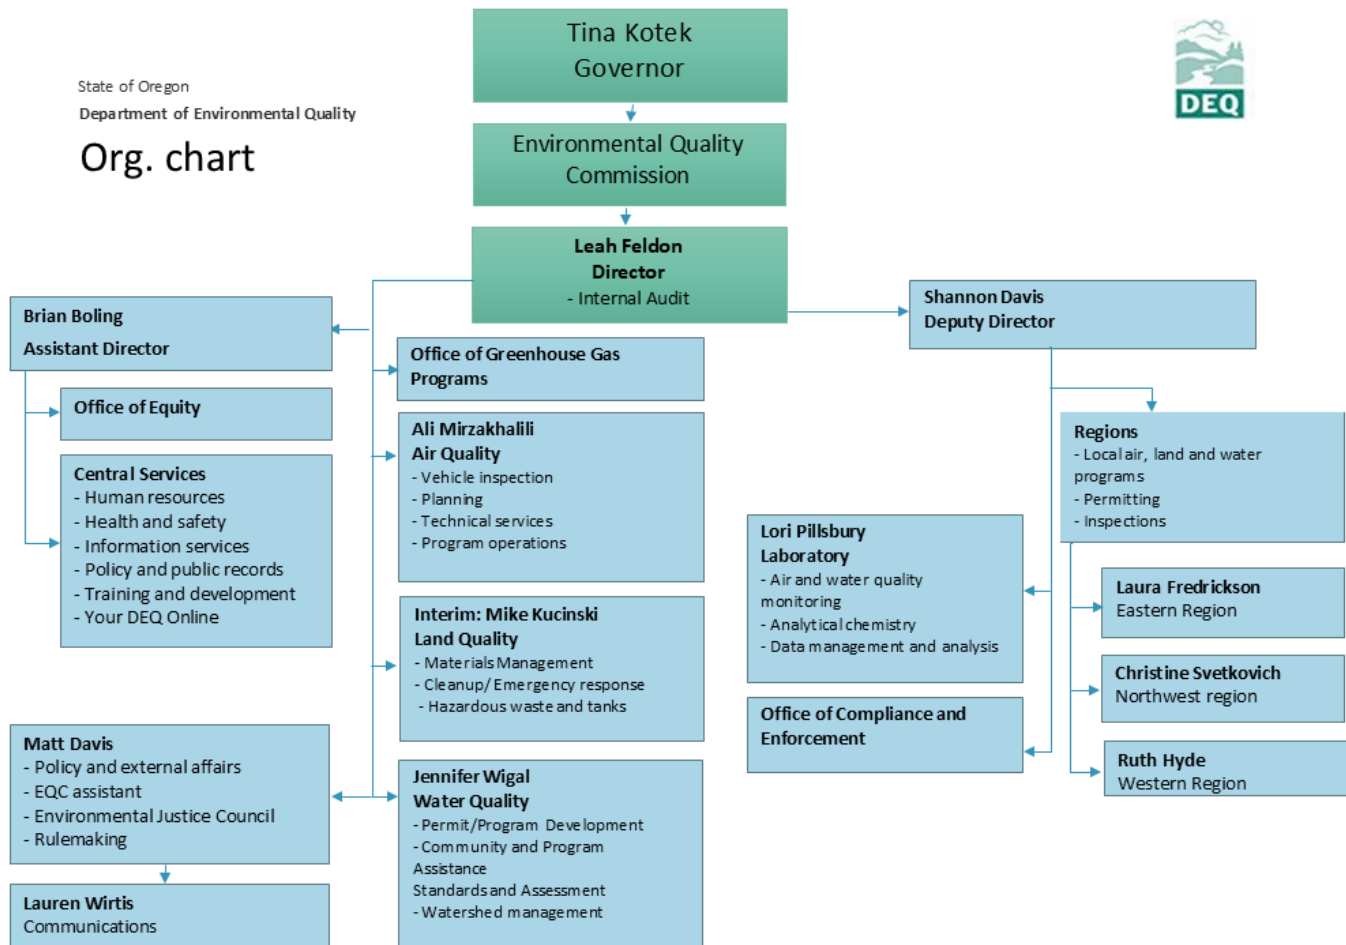 State of Oregon
Department of Environmental Quality
Org. chart
Tina Kotek
Governor
DEQ
Environmental Quality
Commission
Leah Feldon
Director
- Internal Audit
Brian Boling
Assistant Director
Office of Equity
Central Services
- Human resources
- Health and safety
- Information services
- Policy and public records
- Training and development
- Your DEQ Online
Matt Davis
- Policy and external affairs
- EQC assistant
- Environmental Justice Council
- Rulemaking
Lauren Wirtis
Communications
Office of Greenhouse Gas
Programs
Ali Mirzakhalili
Air Quality
- Vehicle inspection
- Planning
- Technical services
- Program operations
Interim: Mike Kucinski
Land Quality
- Materials Management
- Cleanup/ Emergency response
- Hazardous waste and tanks
Jennifer Wigal
Water Quality
- Permit/Program Development
- Community and Program
Assistance
Standards and Assessment
- Watershed management
Shannon Davis
Deputy Director
Lori Pillsbury
Laboratory
- Air and water quality
monitoring
- Analytical chemistry
- Data management and analysis
Office of Compliance and
Enforcement
Regions
- Local air, land and water
programs
- Permitting
- Inspections
Laura Fredrickson
Eastern Region
Christine Svetkovich
Northwest region
Ruth Hyde
Western Region